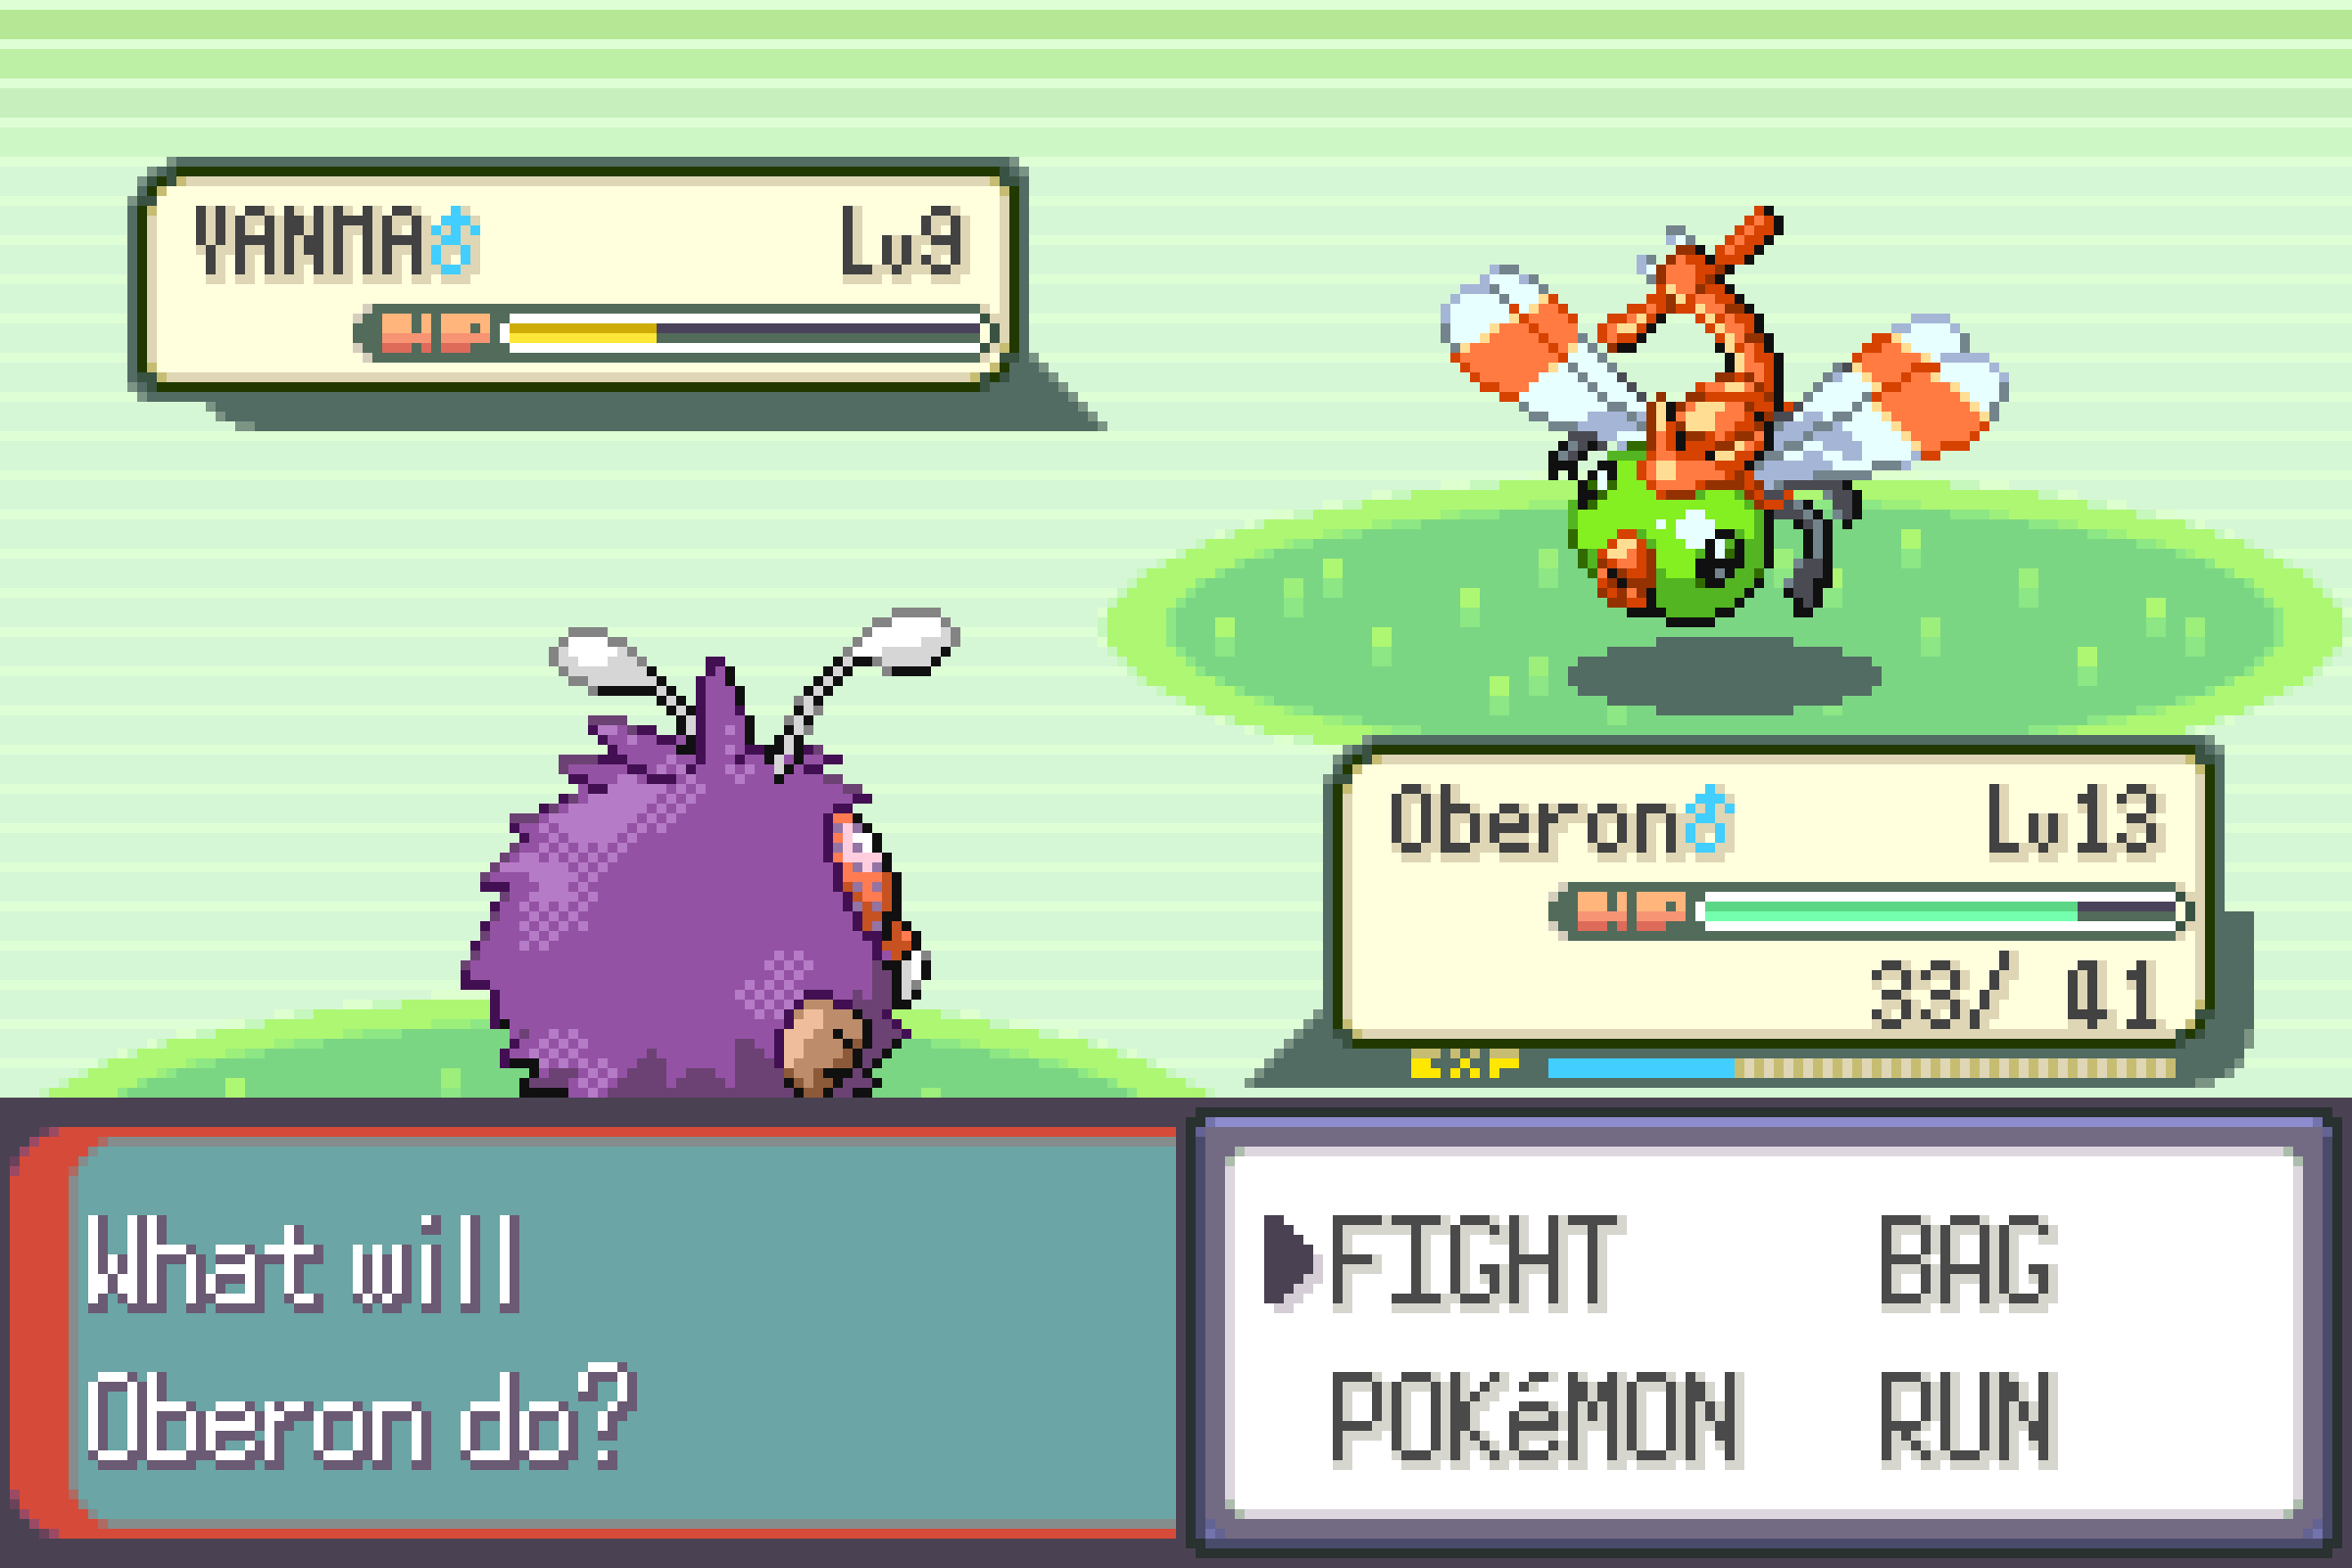 YANMA♂ Lv9
HP
Oberon♂ Lv13
HP
33/ 41
EXP
What will
Oberon do?
FIGHT BAG
POKéMON RUN